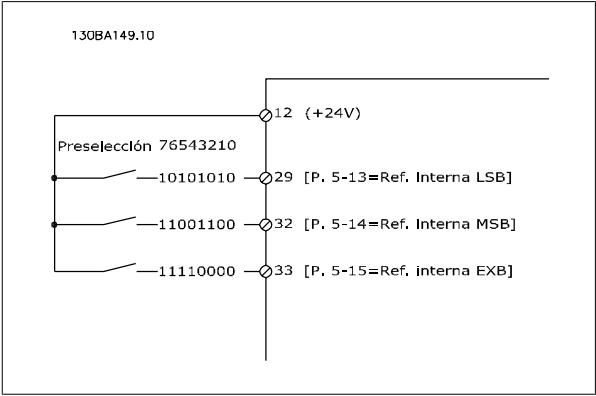 130BA149.10
12 (+24V)
Preselección 76543210
10101010 29 [P. 5-13=Ref. Interna LSB]
11001100 32 [P. 5-14=Ref. Interna MSB]
11110000 33 [P. 5-15=Ref. interna EXB]